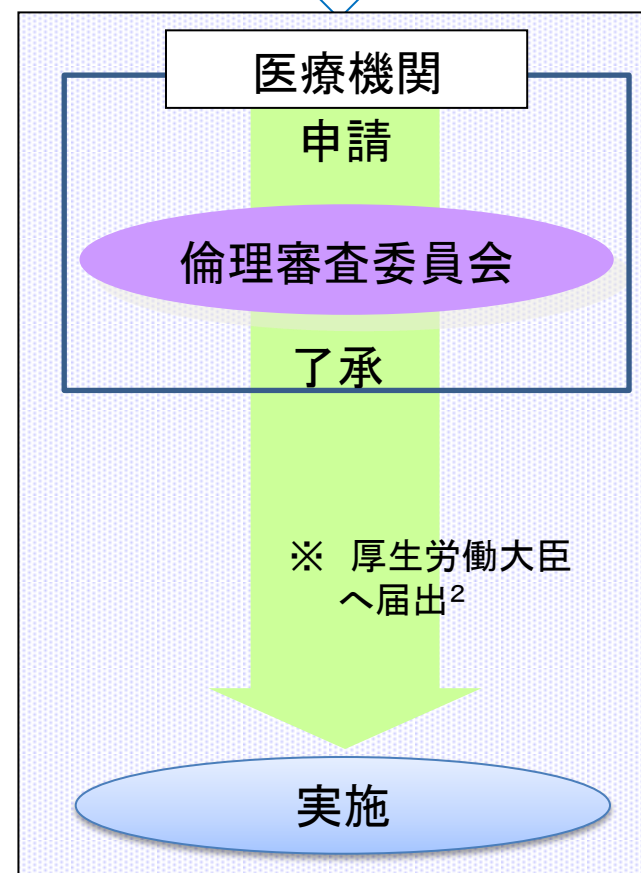 医療機関
申請
倫理審査委員会
了承
※ 厚生労働大臣
へ届出²
実施